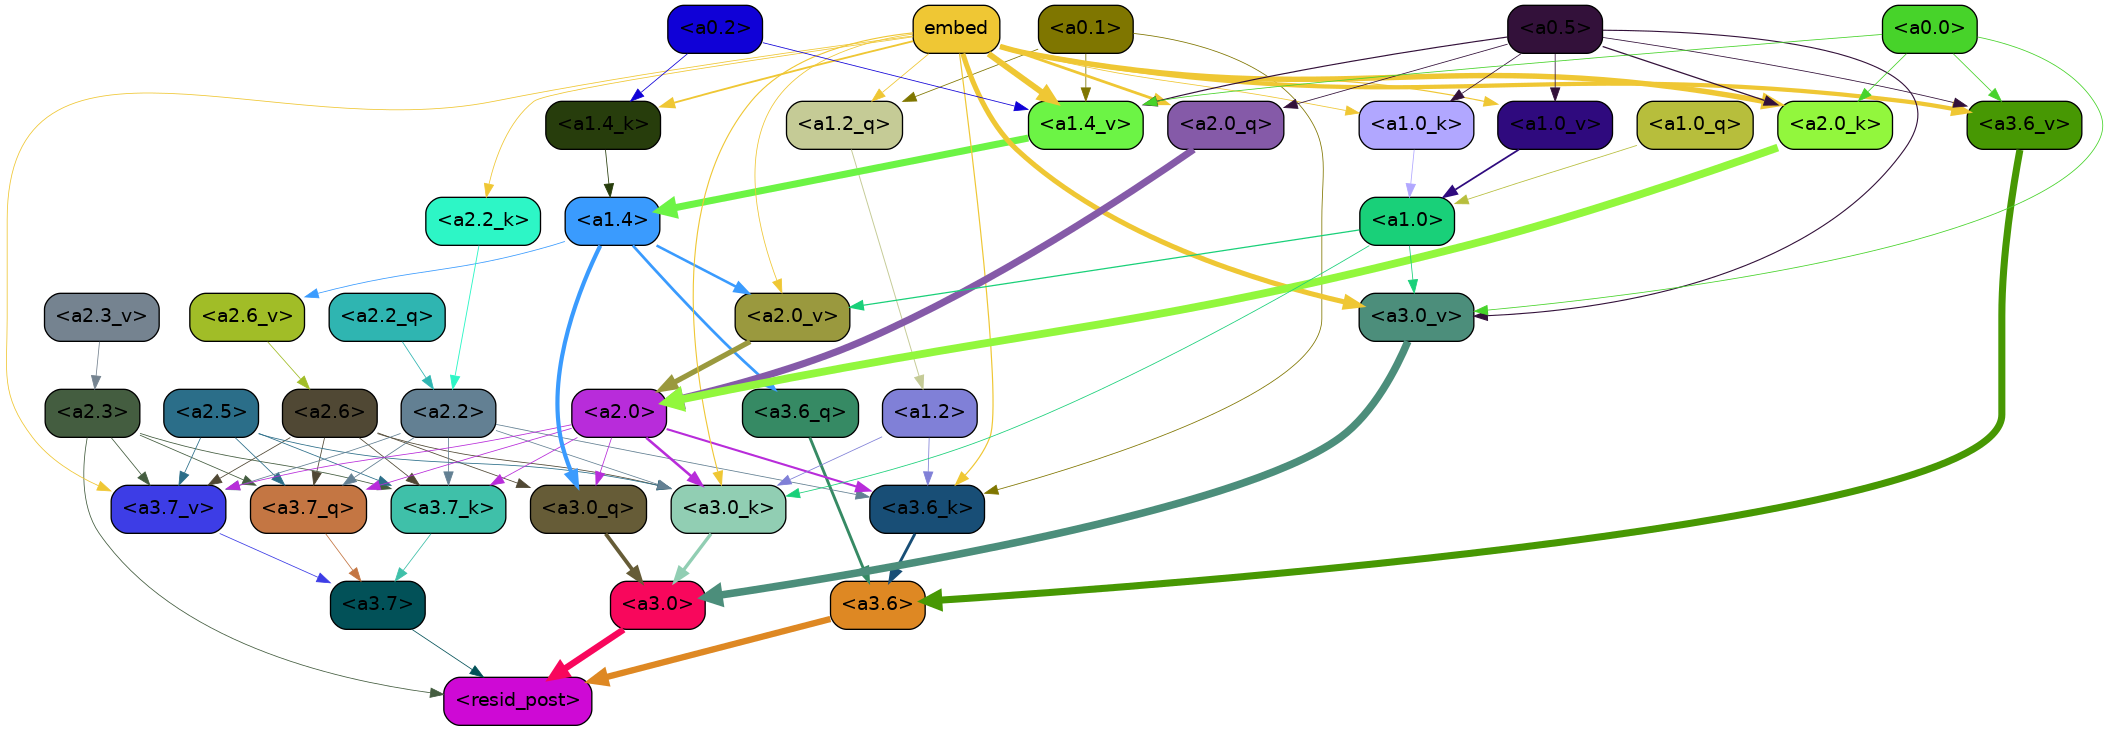 <a0.2>
embed
<a0.1>
<a0.5>
<a0.0>
<a1.4_k>
<a1.2_q>
<a1.4_v>
<a2.0_q>
<a1.0_k>
<a1.0_v>
<a1.0_q>
<a2.0_k>
<a3.6_v>
<a2.2_k>
<a1.4>
<a1.0>
<a2.3_v>
<a2.6_v>
<a2.2_q>
<a2.0_v>
<a3.0_v>
<a2.3>
<a2.5>
<a2.6>
<a2.2>
<a2.0>
<a3.6_q>
<a1.2>
<a3.7_v>
<a3.7_q>
<a3.7_k>
<a3.0_q>
<a3.0_k>
<a3.6_k>
<a3.7>
<a3.0>
<a3.6>
<resid_post>